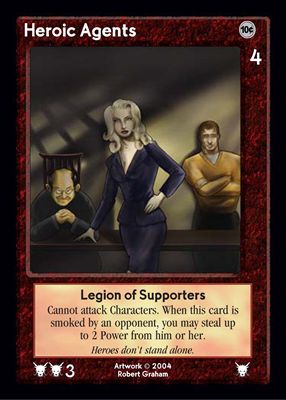 Heroic Agents
10¢
4
Legion of Supporters
Cannot attack Characters. When this card is
smoked by an opponent, you may steal up
to 2 Power from him or her.
Heroes don't stand alone.
3
Artwork © 2004
Robert Graham